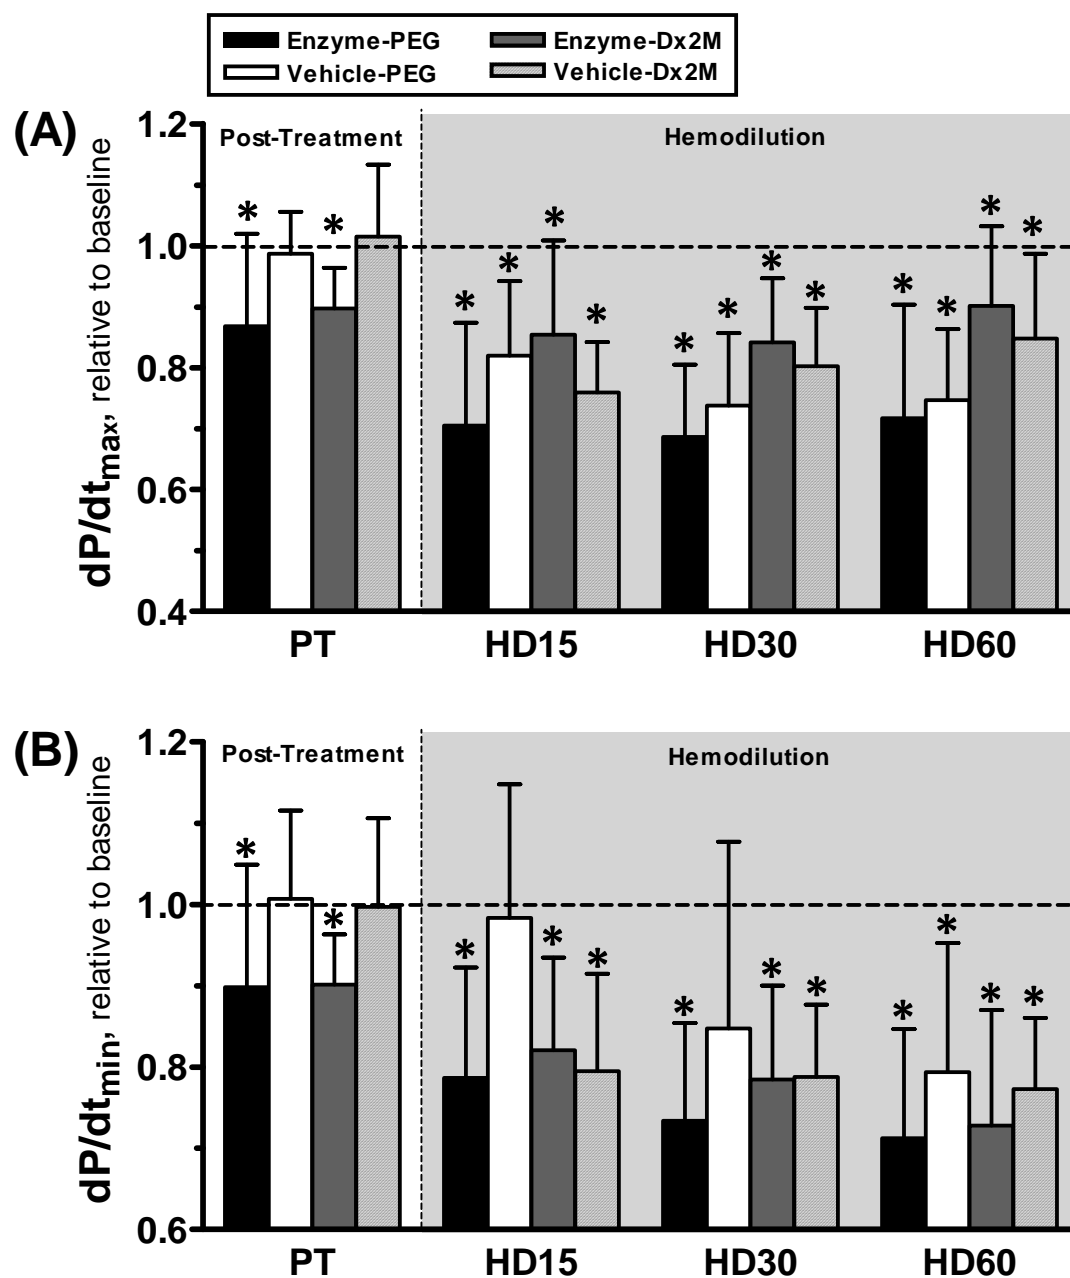 Enzyme-PEG Enzyme-Dx2M
Vehicle-PEG Vehicle-Dx2M
(A)
dP/dtmax, relative to baseline
1.2
1.0
0.8
0.6
0.4
Post-Treatment Hemodilution
* * * * * * * * * * * * * *
PT HD15 HD30 HD60
(B)
dP/dtmin, relative to baseline
1.2
1.0
0.8
0.6
Post-Treatment Hemodilution
* * * * * * * * * * * *
PT HD15 HD30 HD60